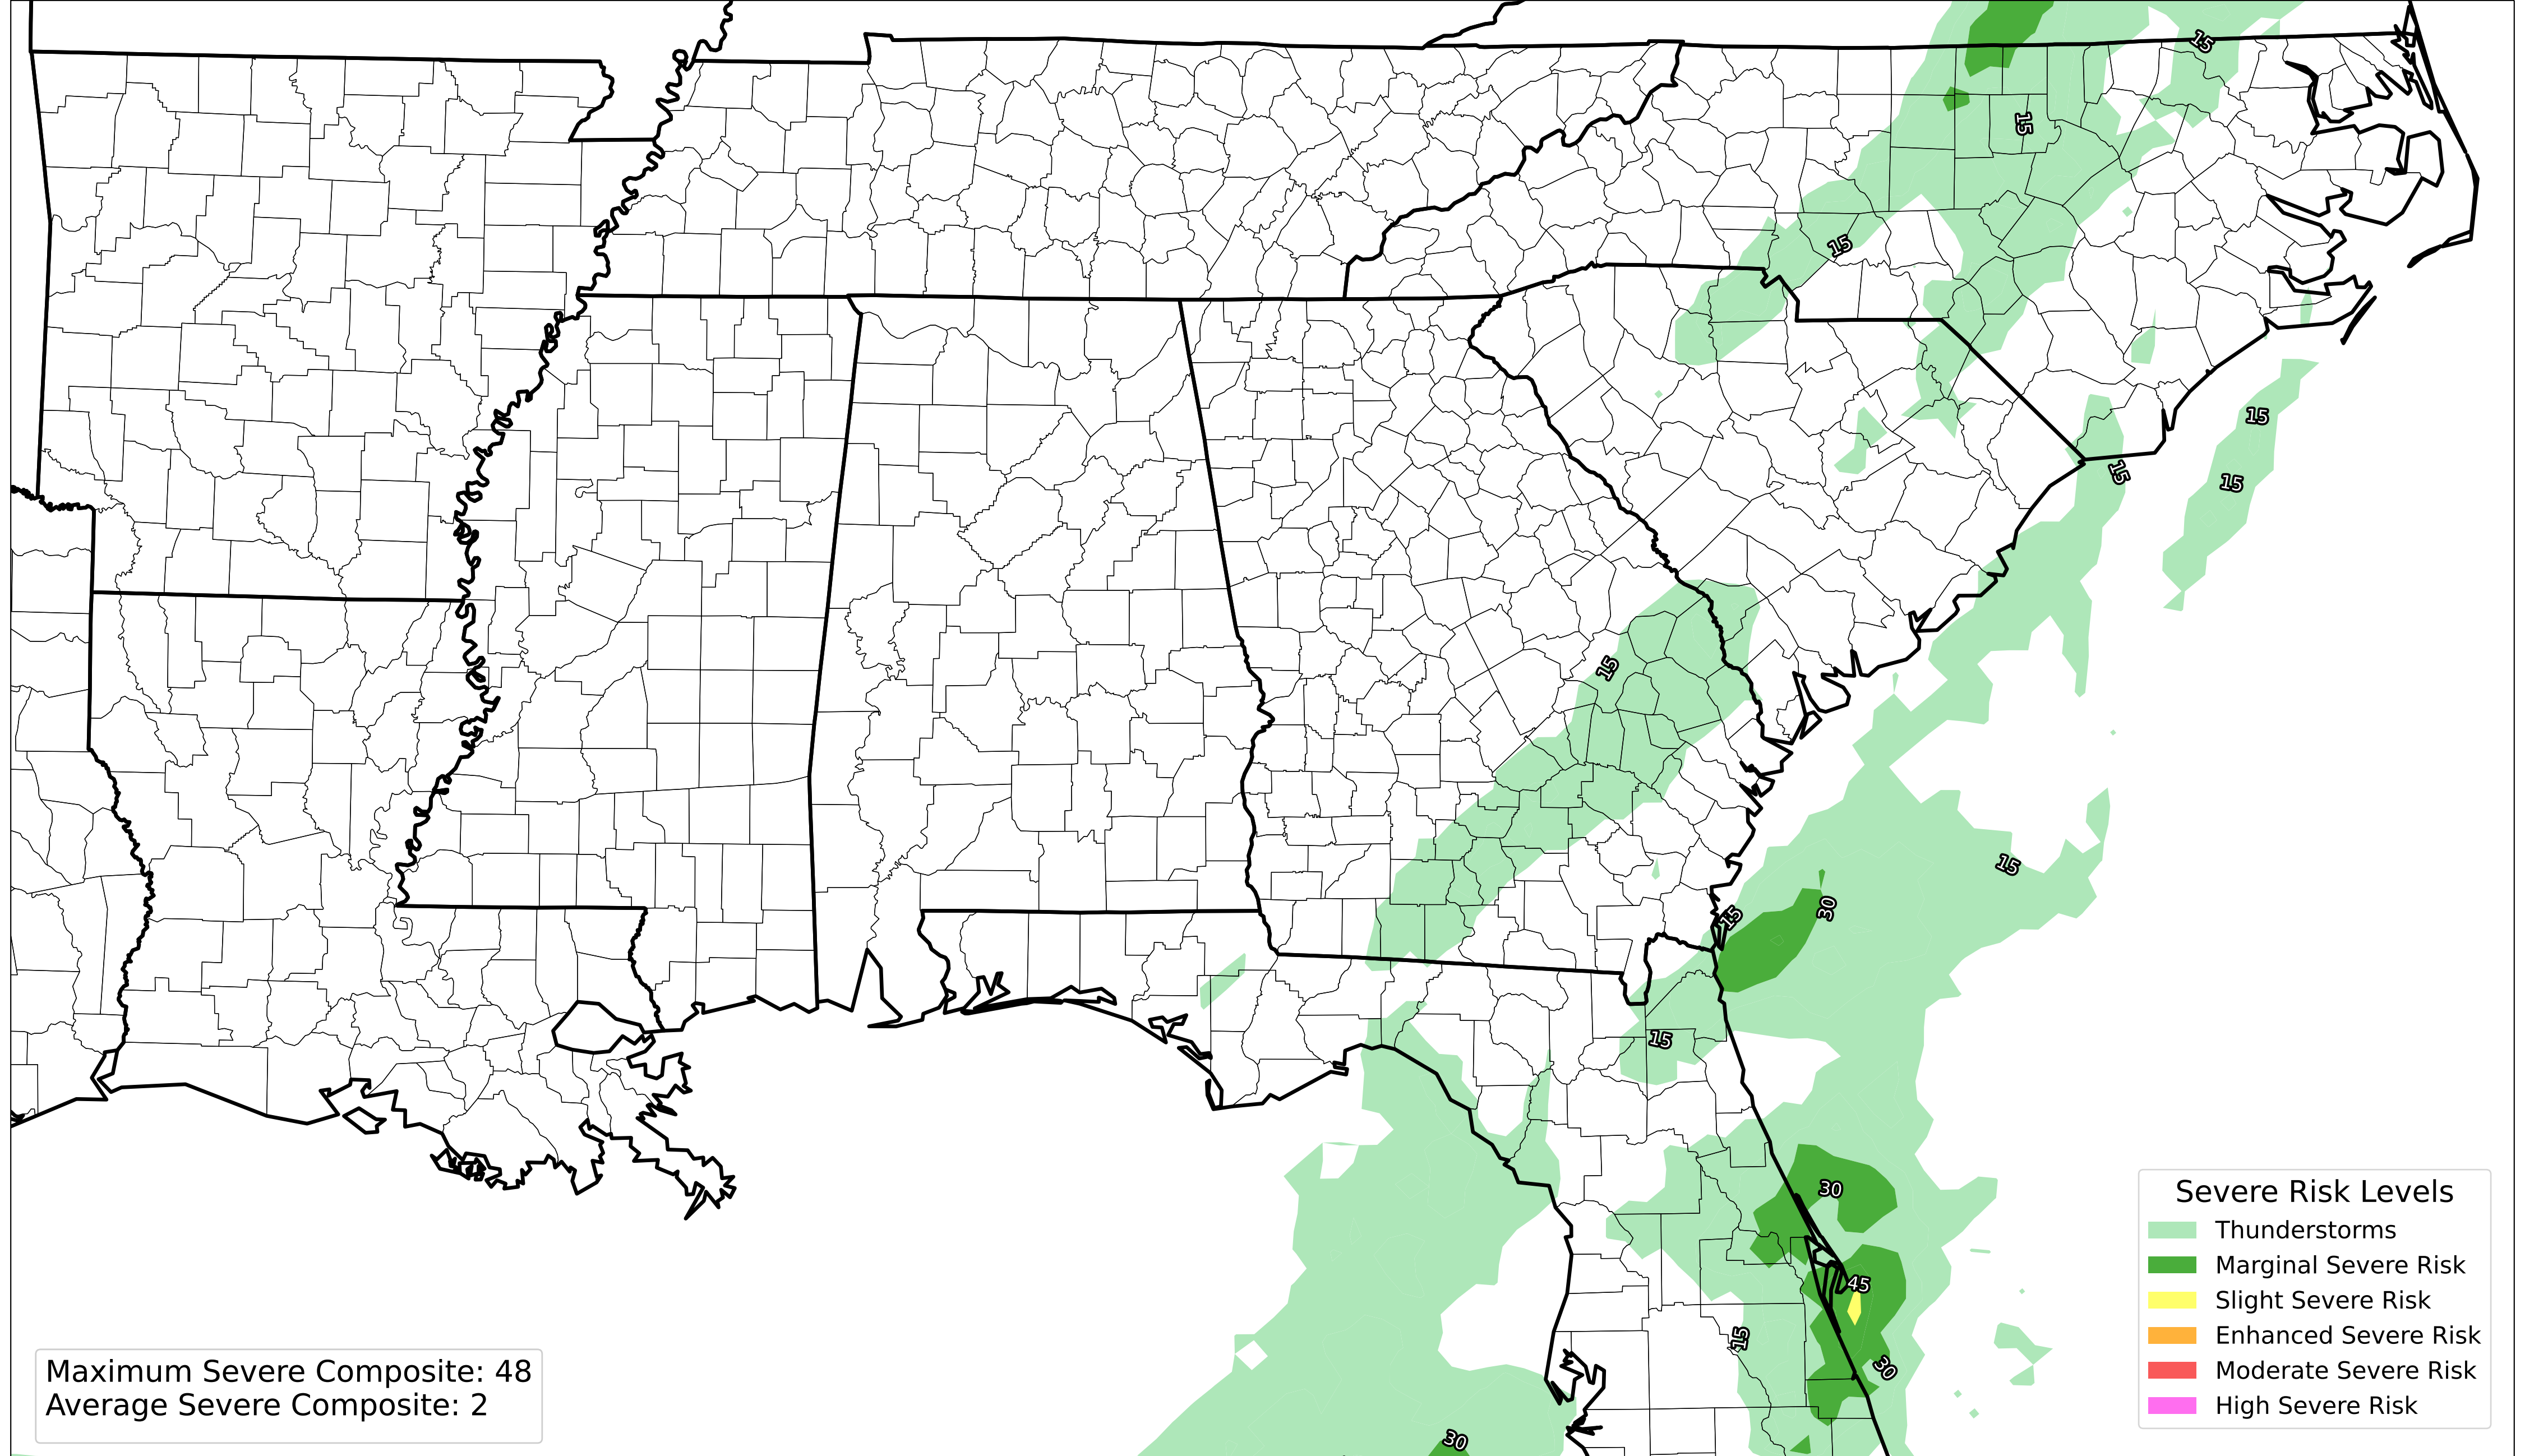 15
15
15
15
15
15
15
15
30
15
15
30
45
15
30
30
Severe Risk Levels
Thunderstorms
Marginal Severe Risk
Slight Severe Risk
Enhanced Severe Risk
Moderate Severe Risk
High Severe Risk
Maximum Severe Composite: 48
Average Severe Composite: 2